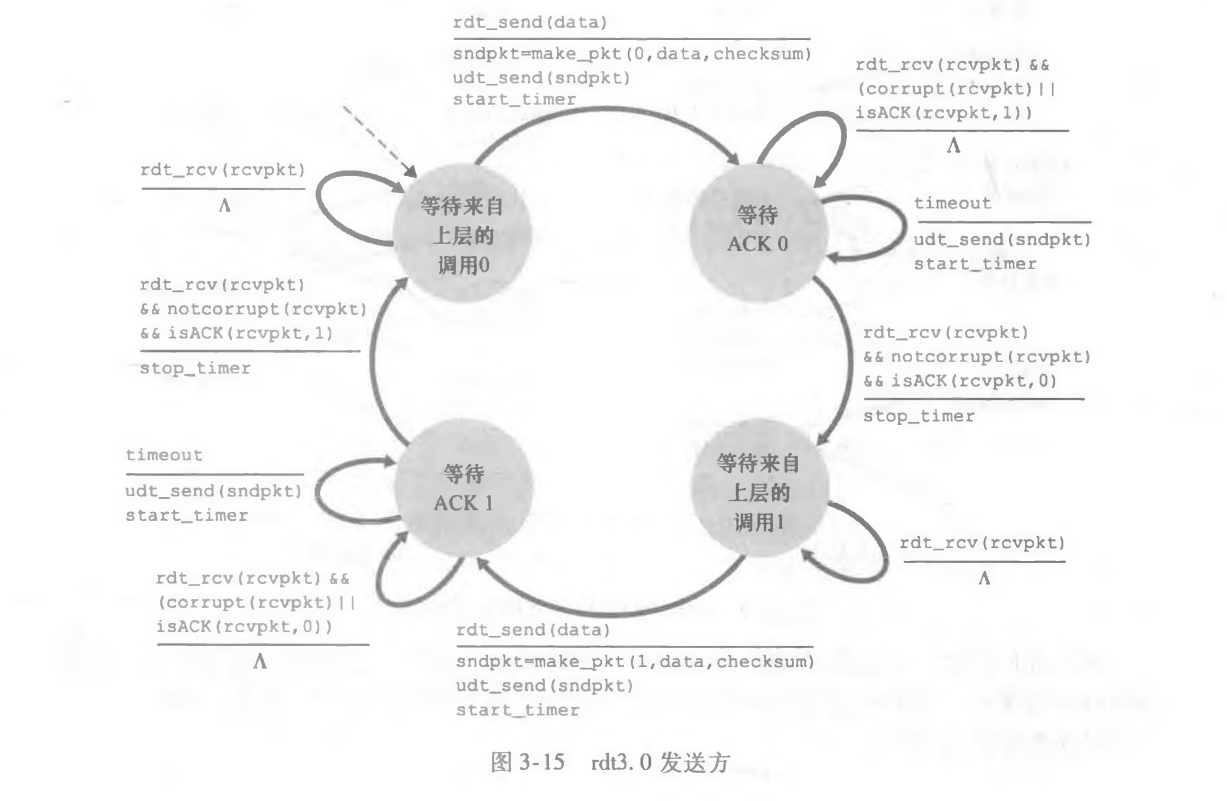 rdt_send(data)
sndpkt=make_pkt(0,data,checksum)
udt_send(sndpkt)
start_timer
rdt_rcv(rcvpkt) &&
(corrupt(rcvpkt)||
isACK(rcvpkt,1))
Λ
rdt_rcv(rcvpkt)
Λ
等待来自
上层的
调用0
等待
ACK 0
timeout
udt_send(sndpkt)
start_timer
rdt_rcv(rcvpkt)
&& notcorrupt(rcvpkt)
&& isACK(rcvpkt,1)
stop_timer
rdt_rcv(rcvpkt)
&& notcorrupt(rcvpkt)
&& isACK(rcvpkt,0)
stop_timer
timeout
udt_send(sndpkt)
start_timer
等待
ACK 1
等待来自
上层的
调用1
rdt_rcv(rcvpkt)
Λ
rdt_rcv(rcvpkt) &&
(corrupt(rcvpkt)||
isACK(rcvpkt,0))
Λ
rdt_send(data)
sndpkt=make_pkt(1,data,checksum)
udt_send(sndpkt)
start_timer
图 3-15 rdt3. 0 发送方